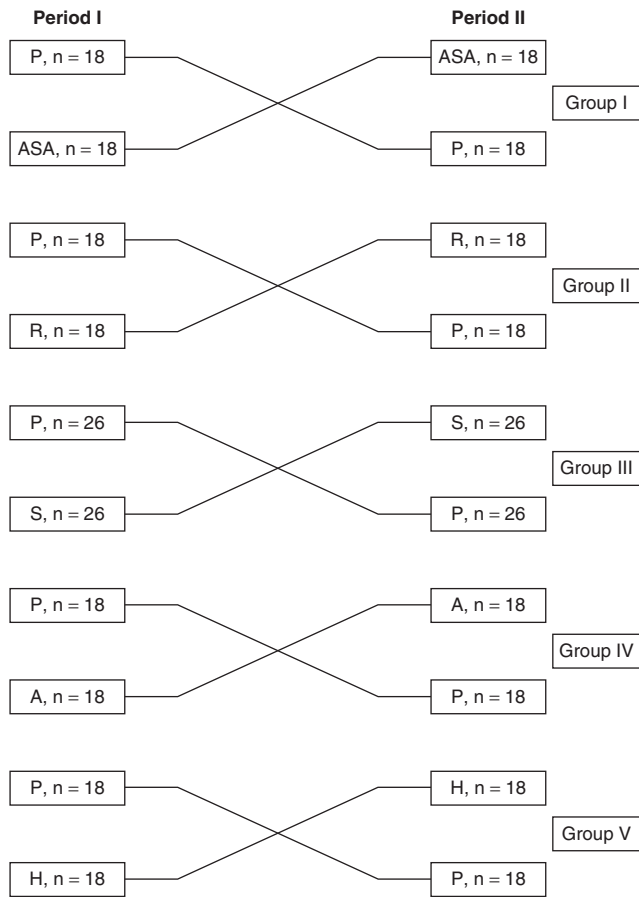 Period I Period II
P, n = 18 ASA, n = 18
Group I
ASA, n = 18 P, n = 18
P, n = 18 R, n = 18
Group II
R, n = 18 P, n = 18
P, n = 26 S, n = 26
Group III
S, n = 26 P, n = 26
P, n = 18 A, n = 18
Group IV
A, n = 18 P, n = 18
P, n = 18 H, n = 18
Group V
H, n = 18 P, n = 18